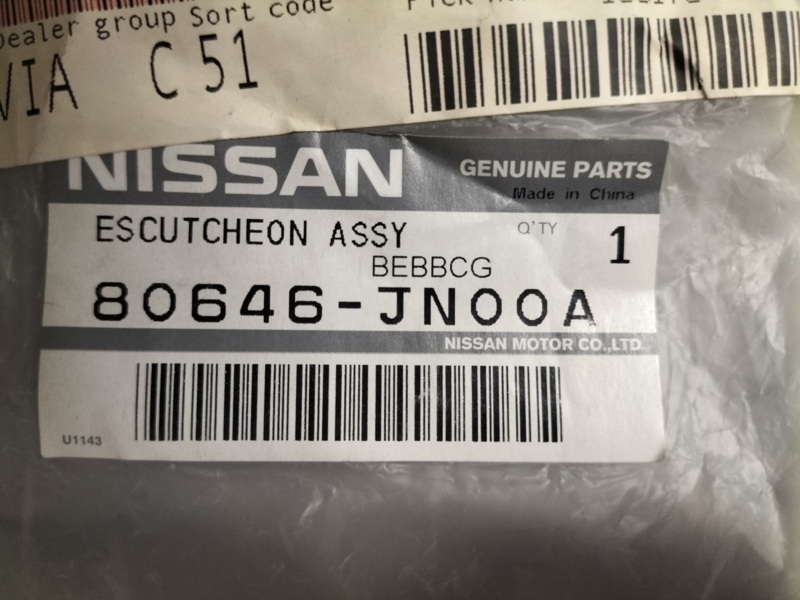 Dealer group Sort code
VIA C 51
NISSAN
GENUINE PARTS
Made in China
ESCUTCHEON ASSY
Q'TY 1
BEBBCG
80646-JN00A
NISSAN MOTOR CO.,LTD.
U1143